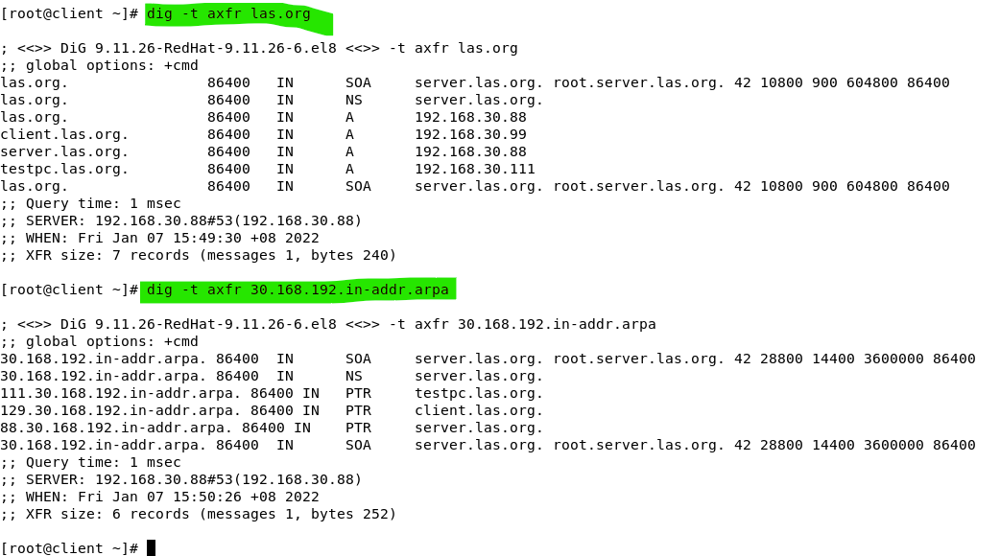 [root@client ~]# dig -t axfr las.org
; <<>> DiG 9.11.26-RedHat-9.11.26-6.el8 <<>> -t axfr las.org
;; global options: +cmd
las.org. 86400 IN SOA server.las.org. root.server.las.org. 42 10800 900 604800 86400
las.org. 86400 IN NS server.las.org.
las.org. 86400 IN A 192.168.30.88
client.las.org. 86400 IN A 192.168.30.99
server.las.org. 86400 IN A 192.168.30.88
testpc.las.org. 86400 IN A 192.168.30.111
las.org. 86400 IN SOA server.las.org. root.server.las.org. 42 10800 900 604800 86400
;; Query time: 1 msec
;; SERVER: 192.168.30.88#53(192.168.30.88)
;; WHEN: Fri Jan 07 15:49:30 +08 2022
;; XFR size: 7 records (messages 1, bytes 240)
[root@client ~]# dig -t axfr 30.168.192.in-addr.arpa
; <<>> DiG 9.11.26-RedHat-9.11.26-6.el8 <<>> -t axfr 30.168.192.in-addr.arpa
;; global options: +cmd
30.168.192.in-addr.arpa. 86400 IN SOA server.las.org. root.server.las.org. 42 28800 14400 3600000 86400
30.168.192.in-addr.arpa. 86400 IN NS server.las.org.
111.30.168.192.in-addr.arpa. 86400 IN PTR testpc.las.org.
129.30.168.192.in-addr.arpa. 86400 IN PTR client.las.org.
88.30.168.192.in-addr.arpa. 86400 IN PTR server.las.org.
30.168.192.in-addr.arpa. 86400 IN SOA server.las.org. root.server.las.org. 42 28800 14400 3600000 86400
;; Query time: 1 msec
;; SERVER: 192.168.30.88#53(192.168.30.88)
;; WHEN: Fri Jan 07 15:50:26 +08 2022
;; XFR size: 6 records (messages 1, bytes 252)
[root@client ~]#